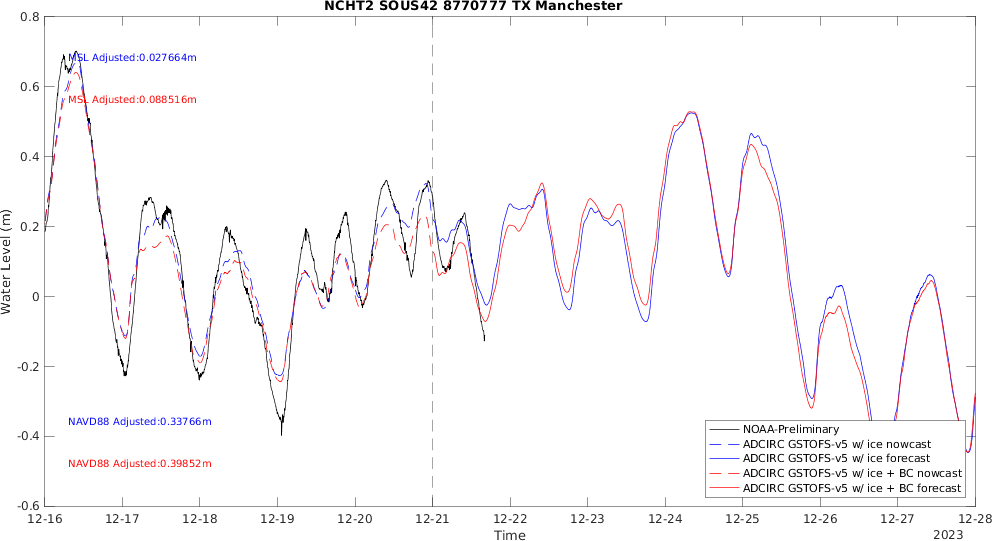 NCHT2 SOUS42 8770777 TX Manchester
0.8
0.6
0.4
0.2
0
-0.2
-0.4
-0.6
Water Level (m)
MSL Adjusted:0.027664m
MSL Adjusted:0.088516m
NAVD88 Adjusted:0.33766m
NAVD88 Adjusted:0.39852m
NOAA-Preliminary
ADCIRC GSTOFS-v5 w/ ice nowcast
ADCIRC GSTOFS-v5 w/ ice forecast
ADCIRC GSTOFS-v5 w/ ice + BC nowcast
ADCIRC GSTOFS-v5 w/ ice + BC forecast
12-16 12-17 12-18 12-19 12-20 12-21 12-22 12-23 12-24 12-25 12-26 12-27 12-28
Time
2023